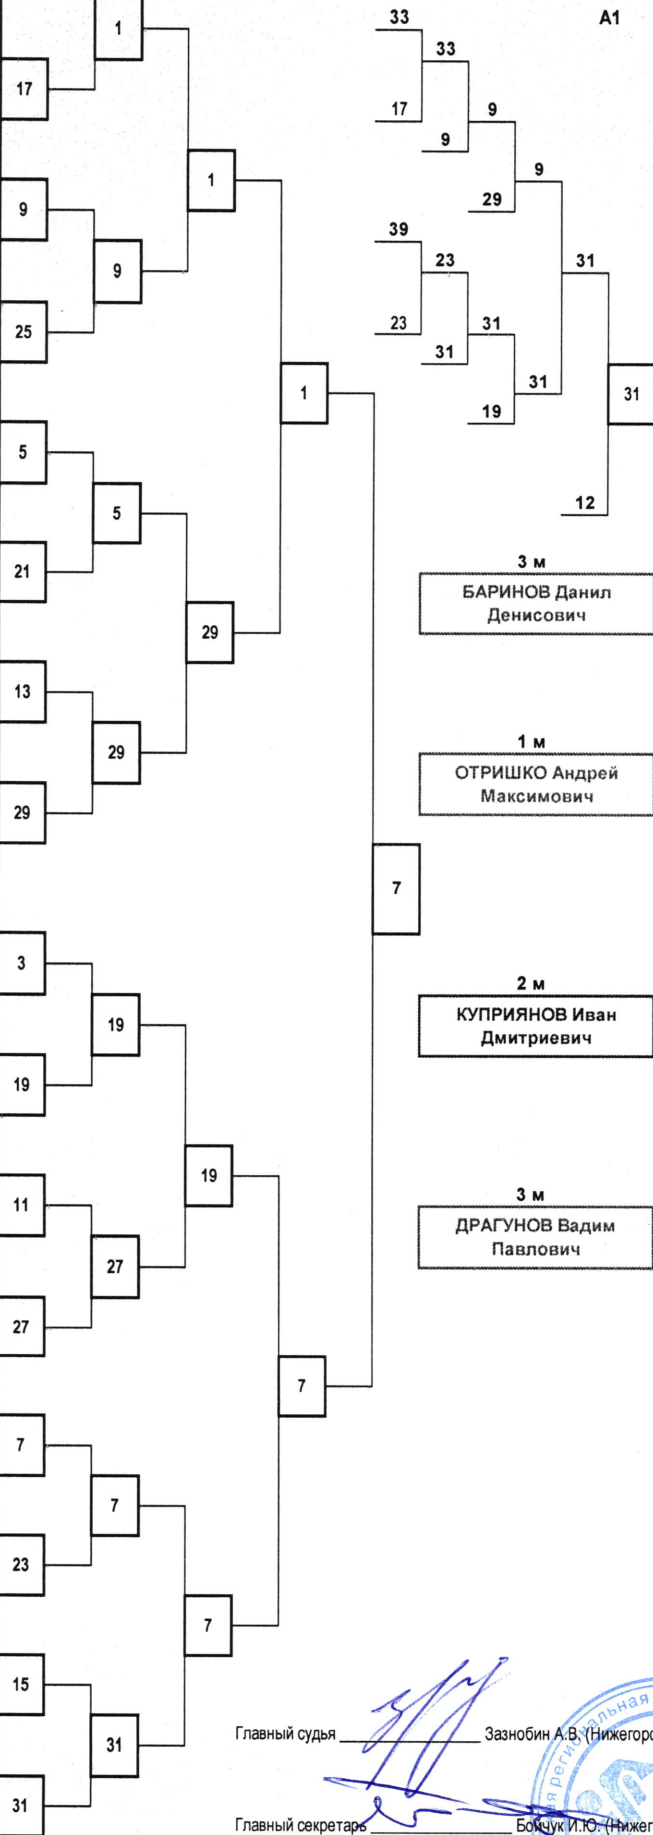 1
17
9
9
25
1
5
5
21
29
13
29
29
1
3
19
19
19
11
27
27
7
7
7
23
7
15
31
31
7
33
A1
33
17
9
9
9
29
39
31
23
23
31
31
31
19
31
12
3 м
БАРИНОВ Данил
Денисович
1 м
ОТРИШКО Андрей
Максимович
2 м
КУПРИЯНОВ Иван
Дмитриевич
3 м
ДРАГУНОВ Вадим
Павлович
Главный судья Зазнобин А.В. (Нижегоро
Главный секретарь Бойчук И.Ю. (Нижег
региональная